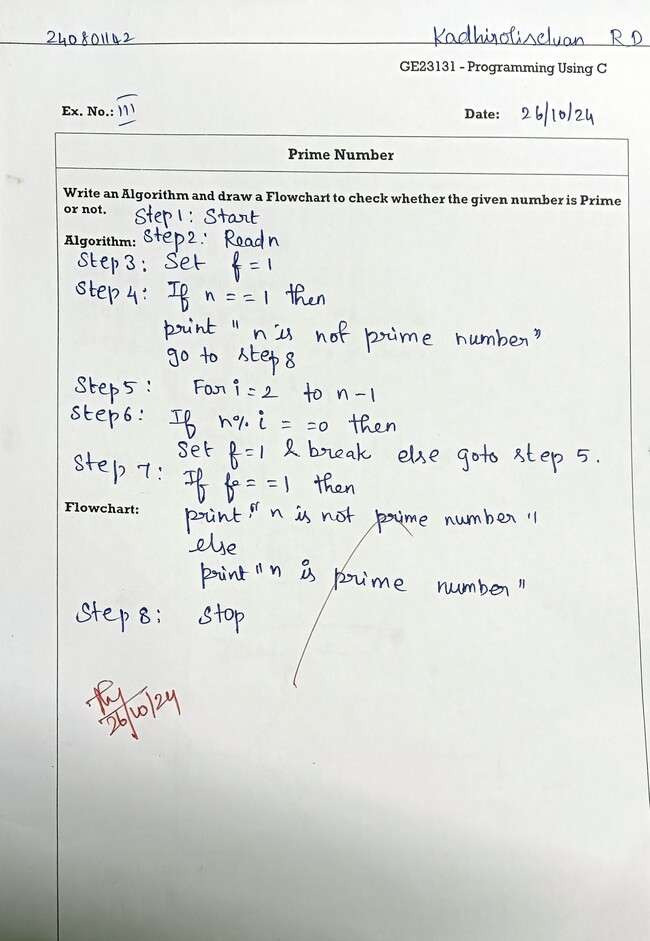 240801142 Kadhiroliselvan R D
GE23131 - Programming Using C
Ex. No.: III Date: 26/10/24
Prime Number
Write an Algorithm and draw a Flowchart to check whether the given number is Prime
or not. Step 1: Start
Algorithm: Step2: Read n
Step 3: Set f = 1
Step 4: If n == 1 then
print " n is not prime number "
go to step 8
Step 5: For i = 2 to n - 1
Step 6: If n % i = =0 then
Set f=1 & break else goto step 5.
Step 7: If f = = 1 then
Flowchart: print " n is not prime number "
else
print " n is prime number "
Step 8: Stop
26/10/24